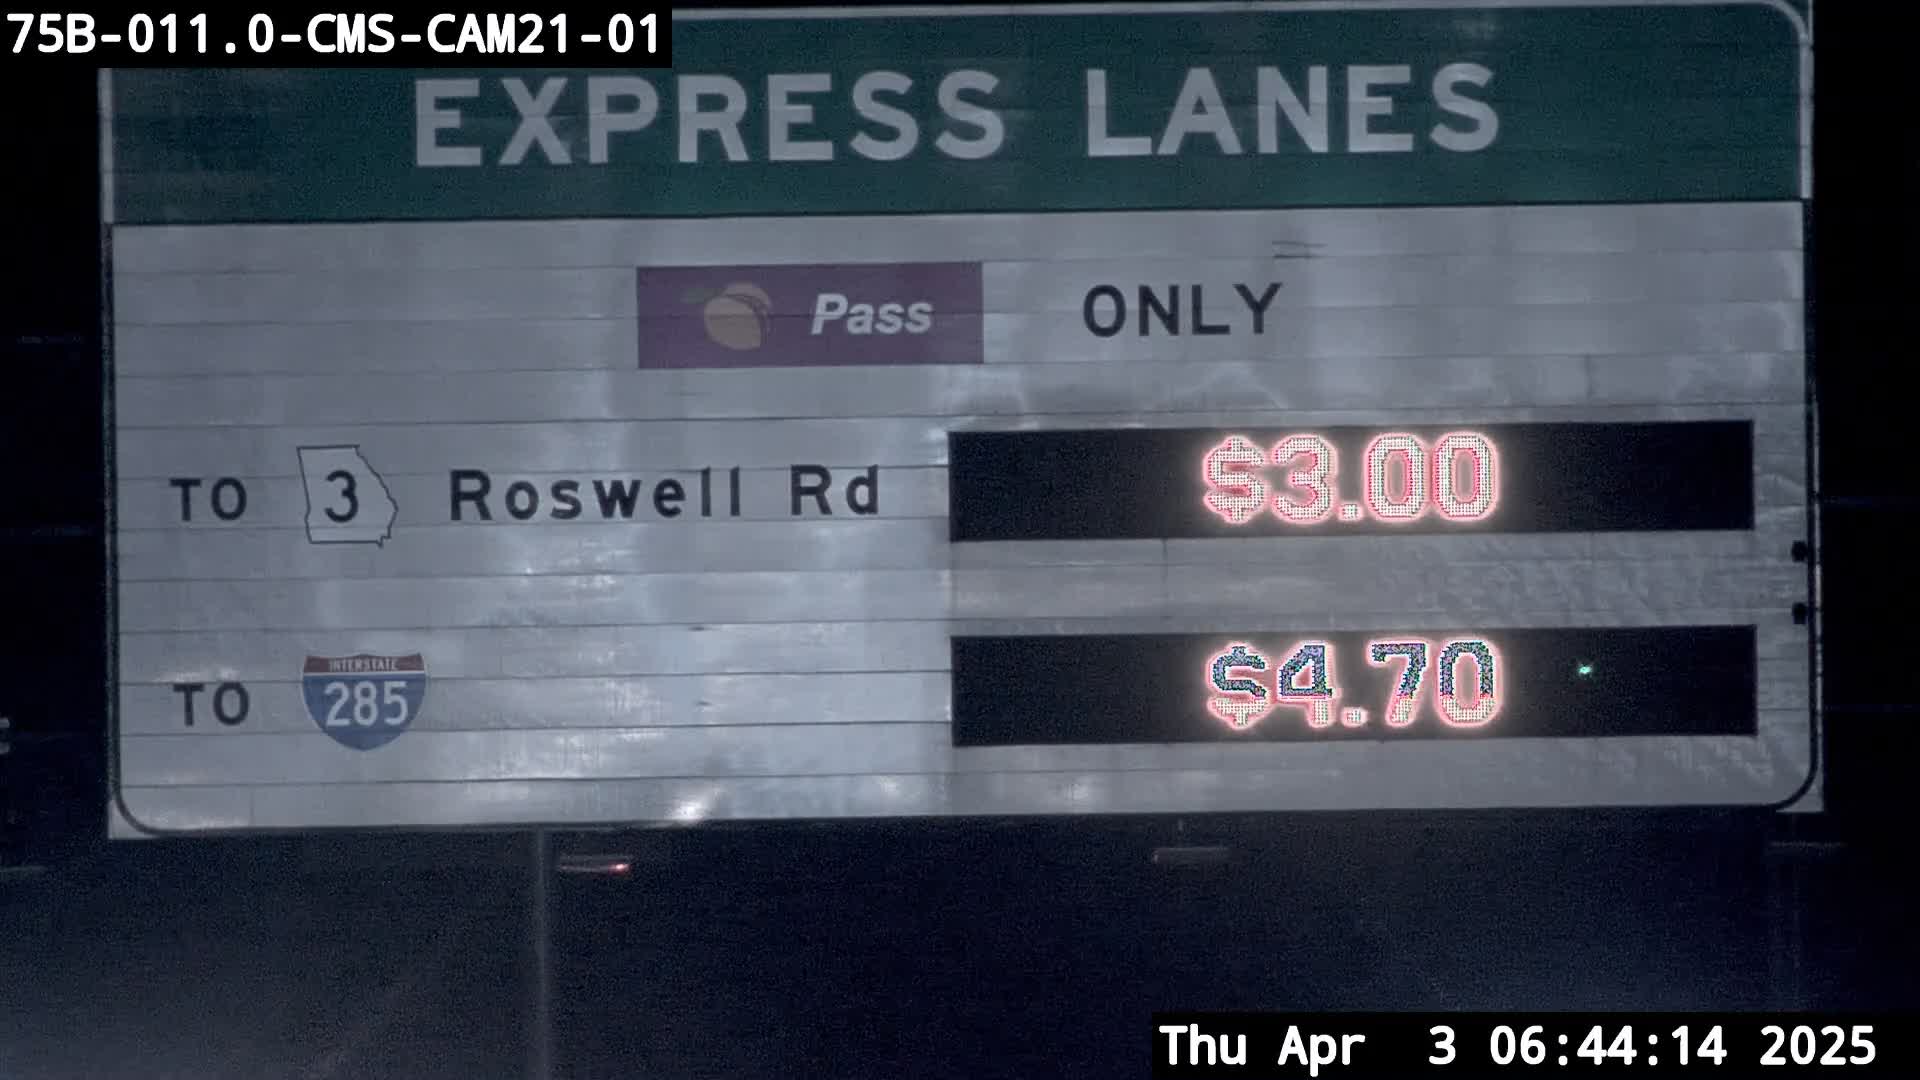 75B-011.0-CMS-CAM21-01
EXPRESS LANES
Pass ONLY
TO 3 Roswell Rd $3.00
TO INTERSTATE 285 $4.70
Thu Apr 3 06:44:14 2025